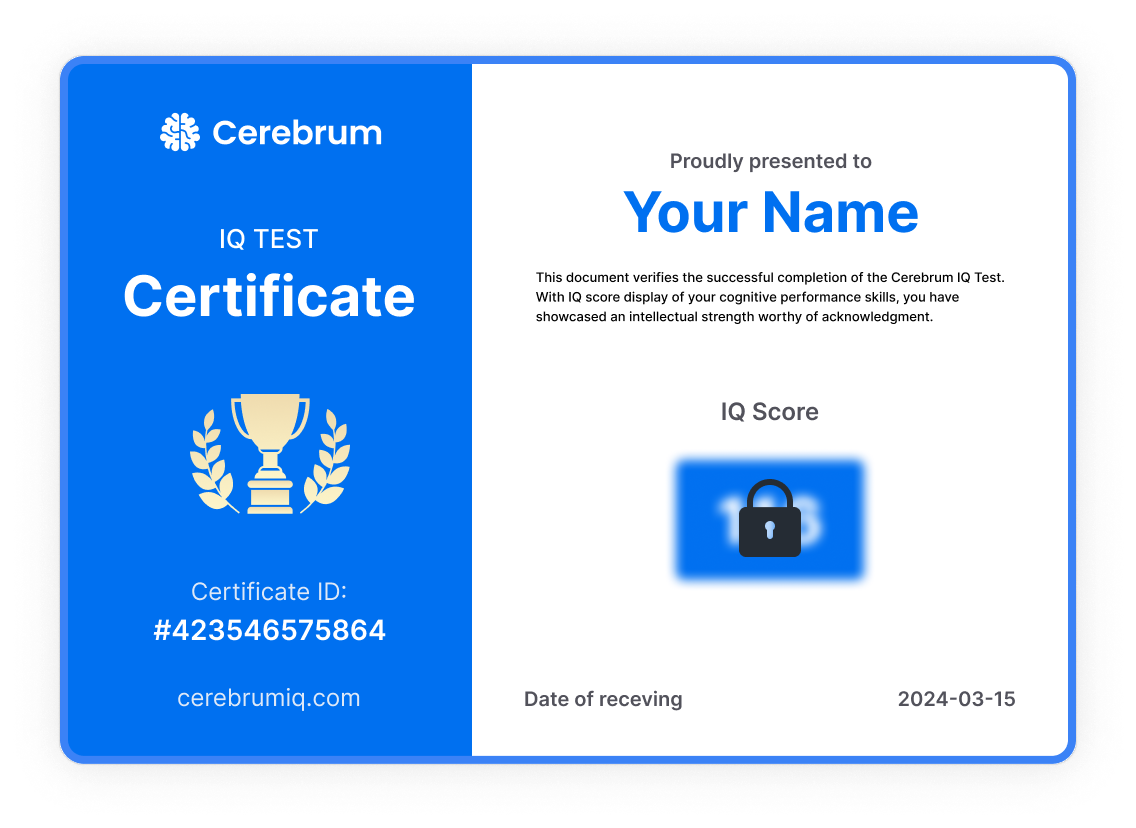 Cerebrum
IQ TEST
Certificate
Certificate ID:
#423546575864
cerebrumiq.com
Proudly presented to
Your Name
This document verifies the successful completion of the Cerebrum IQ Test.
With IQ score display of your cognitive performance skills, you have
showcased an intellectual strength worthy of acknowledgment.
IQ Score
Date of receving
2024-03-15